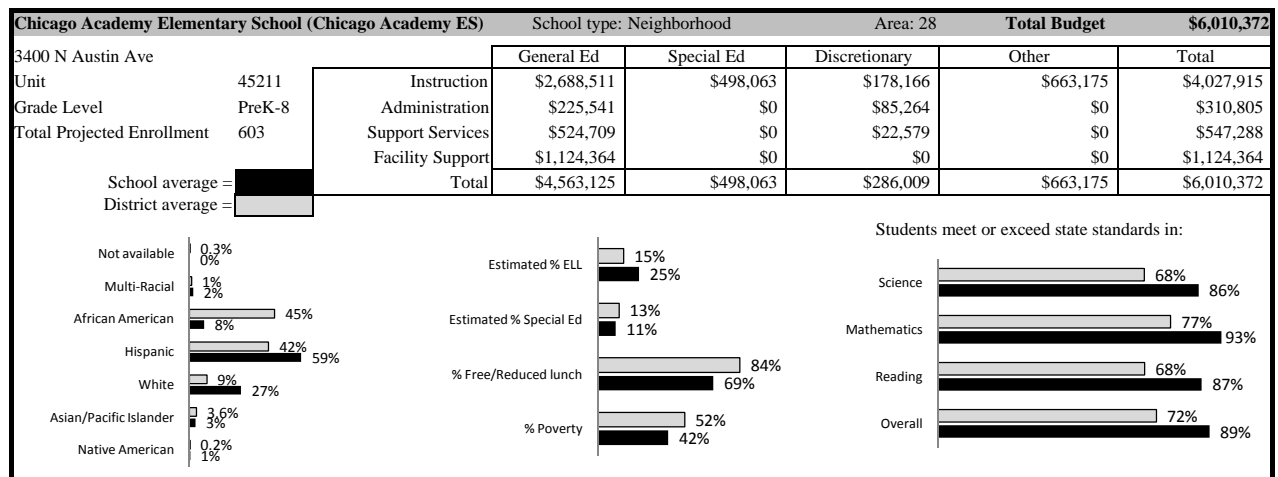 Chicago Academy Elementary School (Chicago Academy ES) School type: Neighborhood Area: 28 Total Budget $6,010,372
3400 N Austin Ave General Ed Special Ed Discretionary Other Total
Unit 45211 Instruction $2,688,511 $498,063 $178,166 $663,175 $4,027,915
Grade Level PreK-8 Administration $225,541 $0 $85,264 $0 $310,805
Total Projected Enrollment 603 Support Services $524,709 $0 $22,579 $0 $547,288
Facility Support $1,124,364 $0 $0 $0 $1,124,364
School average = Total $4,563,125 $498,063 $286,009 $663,175 $6,010,372
District average =
Not available 0.3%
0%
Multi-Racial 1%
2%
African American 45%
8%
Hispanic 42%
59%
White 9%
27%
Asian/Pacific Islander 3.6%
3%
Native American 0.2%
1%
Estimated % ELL 15%
25%
Estimated % Special Ed 13%
11%
% Free/Reduced lunch 84%
69%
% Poverty 52%
42%
Students meet or exceed state standards in:
Science 68%
86%
Mathematics 77%
93%
Reading 68%
87%
Overall 72%
89%